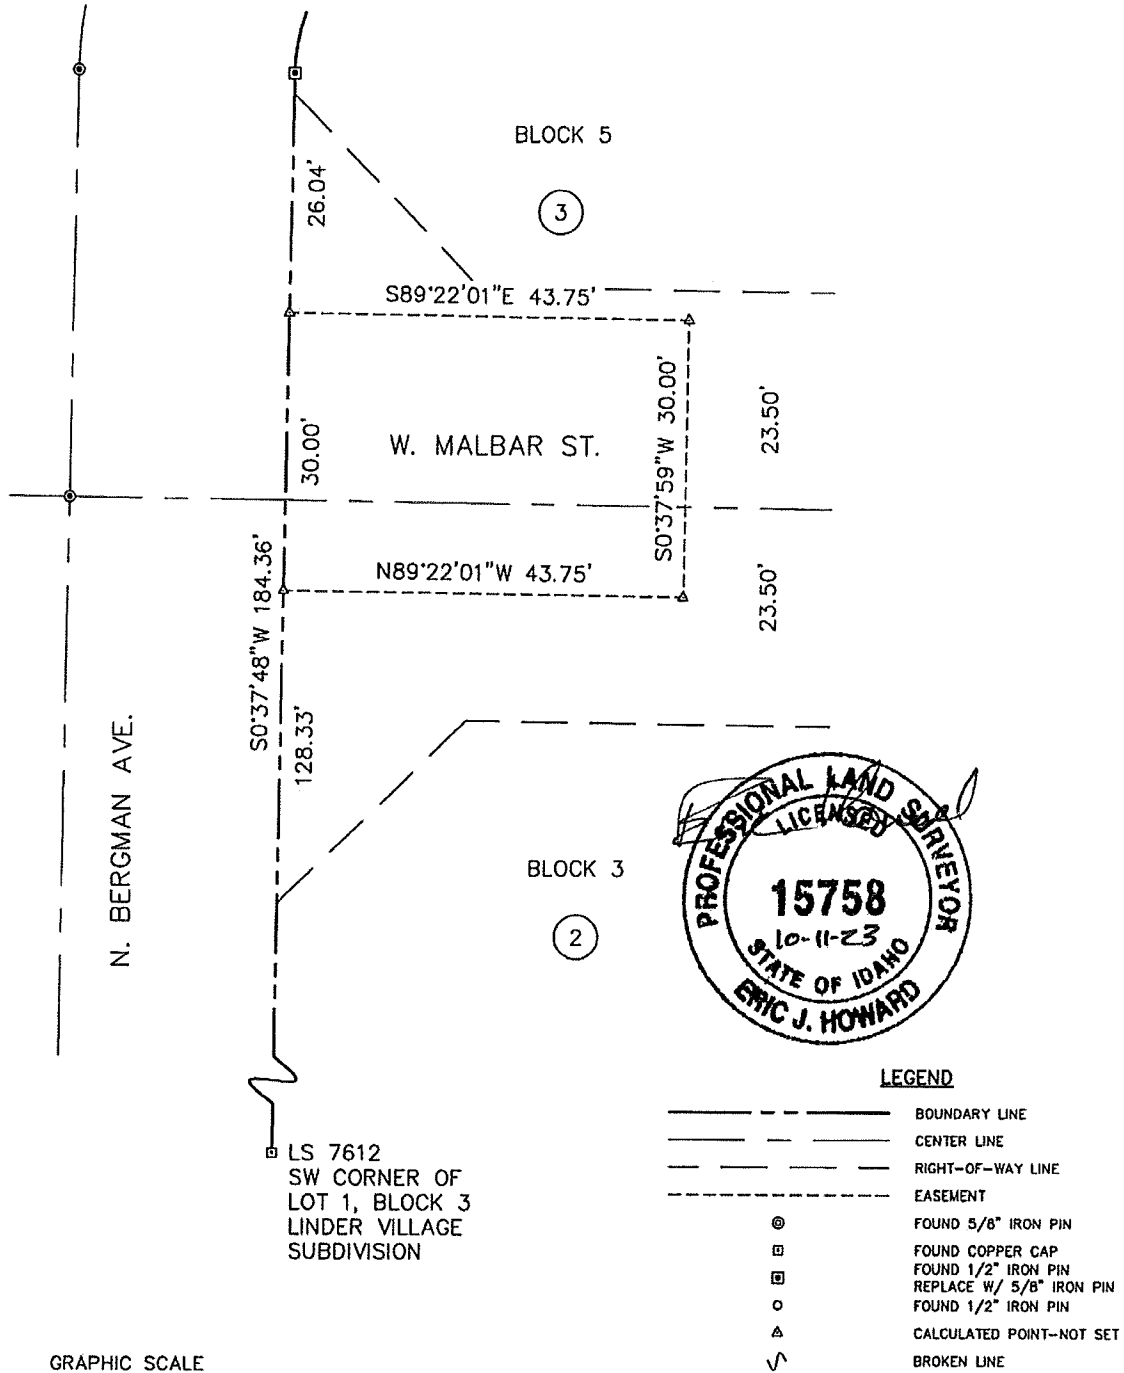 BLOCK 5
3
26.04'
S89°22'01"E 43.75'
W. MALBAR ST.
30.00'
S0°37'59"W 30.00'
23.50'
N89°22'01"W 43.75'
23.50'
S0°37'48"W 184.36'
128.33'
N. BERGMAN AVE.
BLOCK 3
2
PROFESSIONAL LAND SURVEYOR
LICENSED
15758
10-11-23
STATE OF IDAHO
ERIC J. HOWARD
LS 7612
SW CORNER OF
LOT 1, BLOCK 3
LINDER VILLAGE
SUBDIVISION
LEGEND
BOUNDARY LINE
CENTER LINE
RIGHT-OF-WAY LINE
EASEMENT
FOUND 5/8" IRON PIN
FOUND COPPER CAP
FOUND 1/2" IRON PIN
REPLACE W/ 5/8" IRON PIN
FOUND 1/2" IRON PIN
CALCULATED POINT-NOT SET
BROKEN LINE
GRAPHIC SCALE